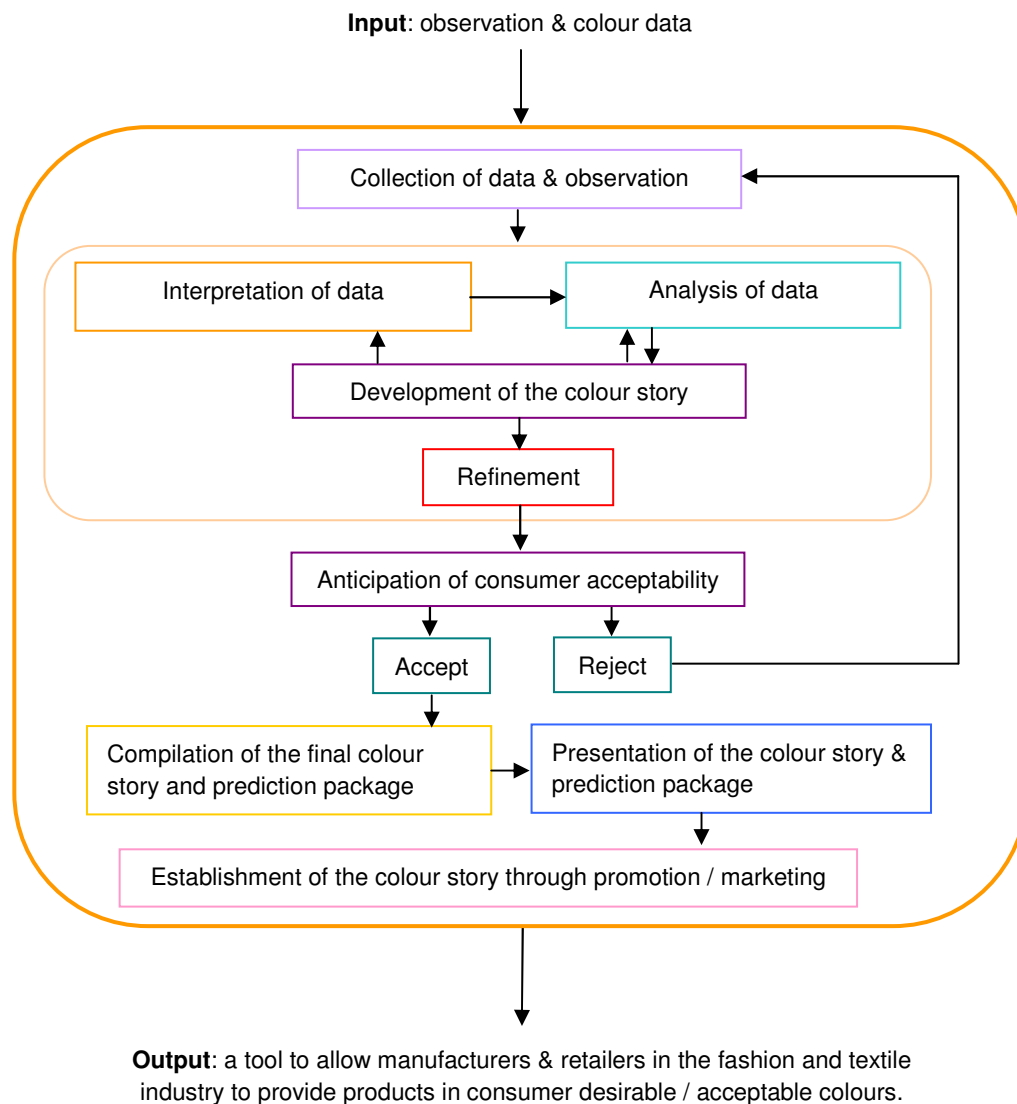 Input: observation & colour data
Collection of data & observation
Interpretation of data
Analysis of data
Development of the colour story
Refinement
Anticipation of consumer acceptability
Accept
Reject
Compilation of the final colour
story and prediction package
Presentation of the colour story &
prediction package
Establishment of the colour story through promotion / marketing
Output: a tool to allow manufacturers & retailers in the fashion and textile
industry to provide products in consumer desirable / acceptable colours.